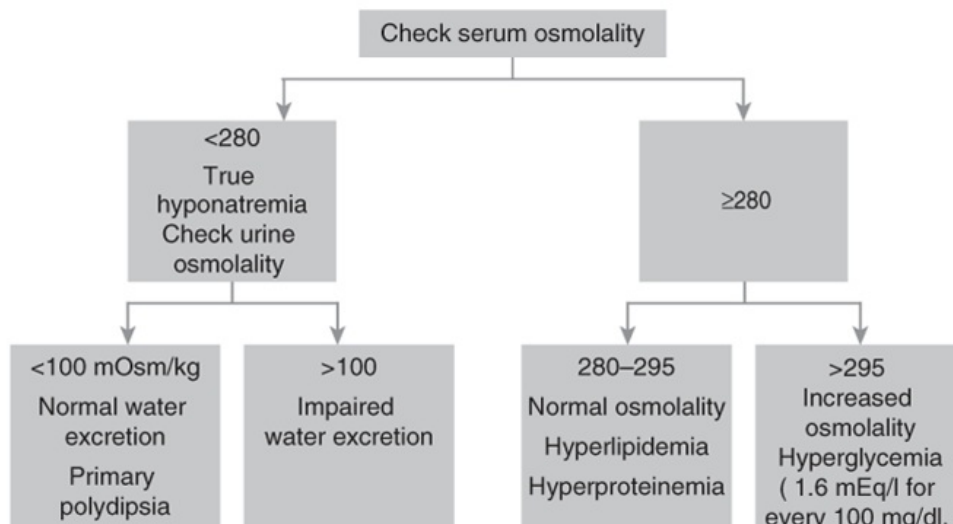 Check serum osmolality
<280
True
hyponatremia
Check urine
osmolality
≥280
<100 mOsm/kg
Normal water
excretion
Primary
polydipsia
>100
Impaired
water excretion
280–295
Normal osmolality
Hyperlipidemia
Hyperproteinemia
>295
Increased
osmolality
Hyperglycemia
( 1.6 mEq/l for
every 100 mg/dl,